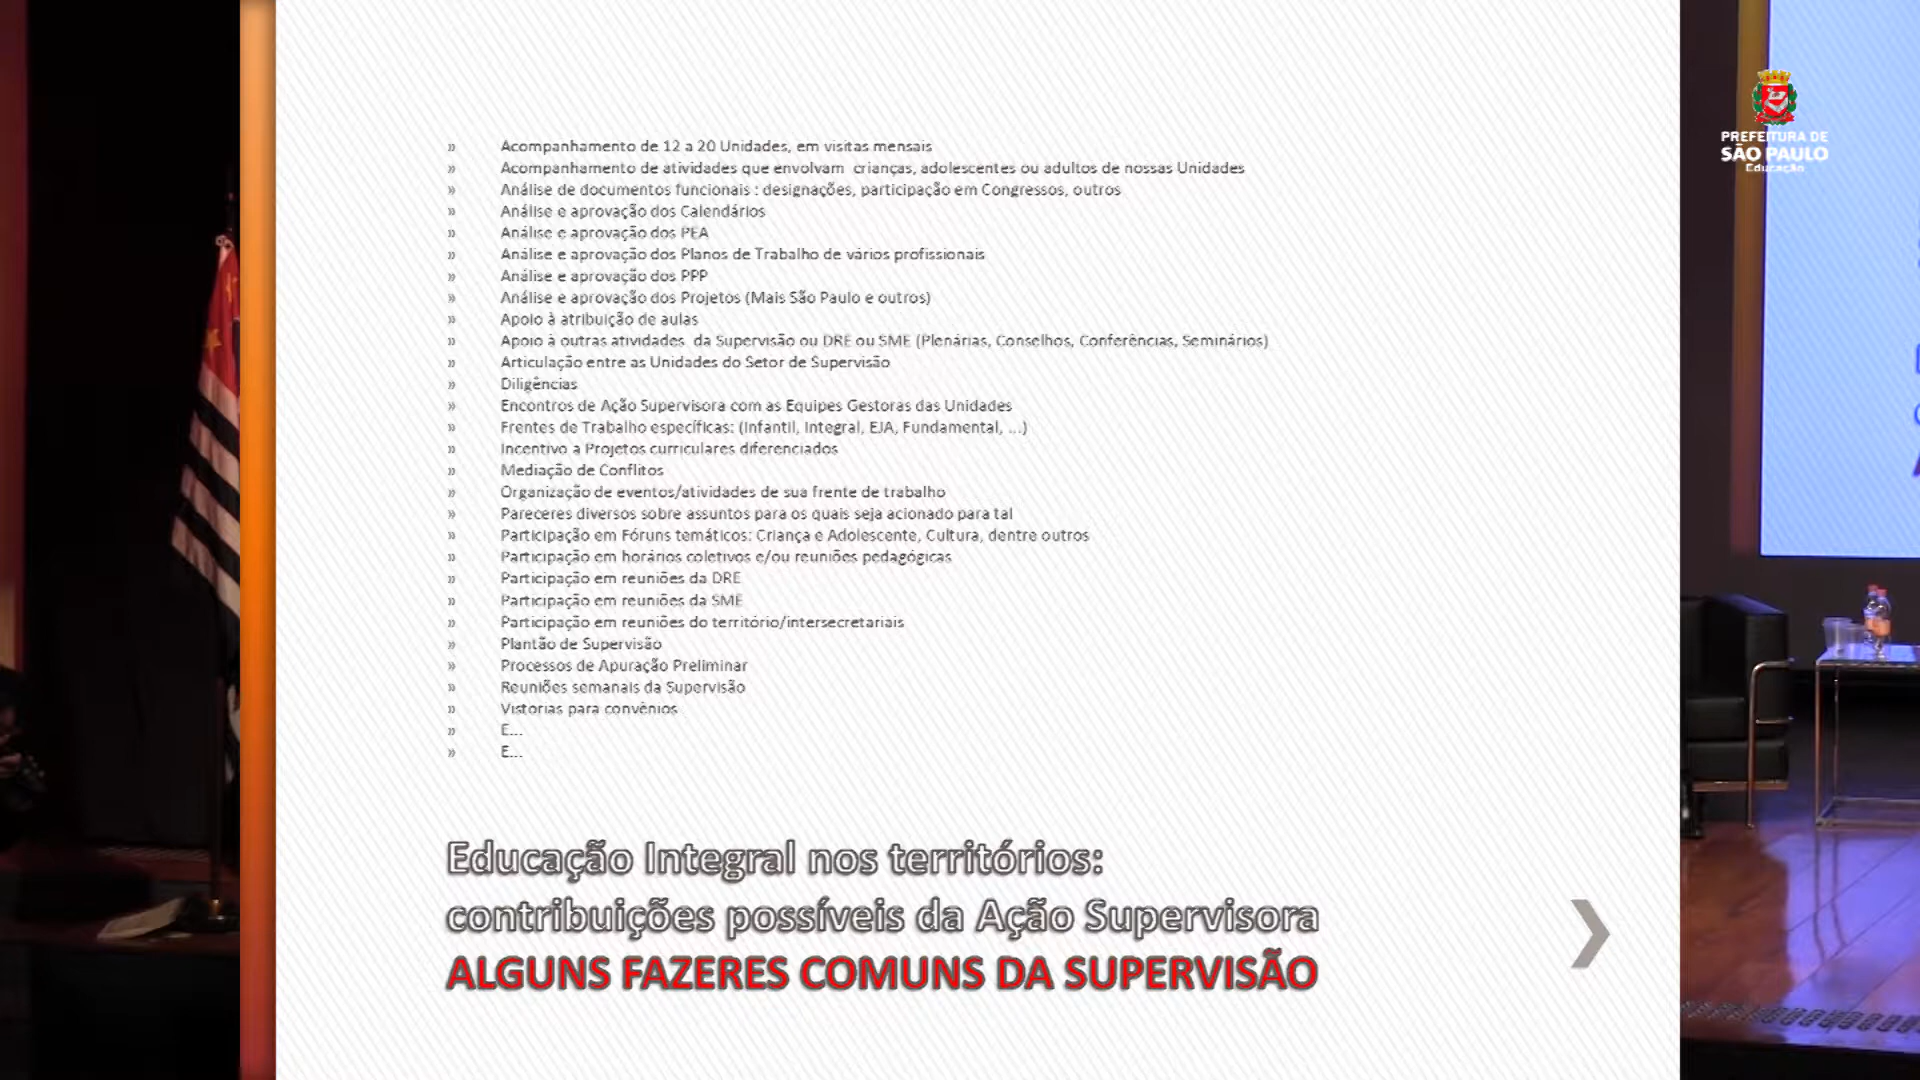 » Acompanhamento de 12 a 20 Unidades, em visitas mensais
» Acompanhamento de atividades que envolvam crianças, adolescentes ou adultos de nossas Unidades
» Análise de documentos funcionais : designações, participação em Congressos, outros
» Análise e aprovação dos Calendários
» Análise e aprovação dos PEA
» Análise e aprovação dos Planos de Trabalho de vários profissionais
» Análise e aprovação dos PPP
» Análise e aprovação dos Projetos (Mais São Paulo e outros)
» Apoio à atribuição de aulas
» Apoio à outras atividades da Supervisão ou DRE ou SME (Plenárias, Conselhos, Conferências, Seminários)
» Articulação entre as Unidades do Setor de Supervisão
» Diligências
» Encontros de Ação Supervisora com as Equipes Gestoras das Unidades
» Frentes de Trabalho específicas: (Infantil, Integral, EJA, Fundamental, ...)
» Incentivo a Projetos curriculares diferenciados
» Mediação de Conflitos
» Organização de eventos/atividades de sua frente de trabalho
» Pareceres diversos sobre assuntos para os quais seja acionado para tal
» Participação em Fóruns temáticos: Criança e Adolescente, Cultura, dentre outros
» Participação em horários coletivos e/ou reuniões pedagógicas
» Participação em reuniões da DRE
» Participação em reuniões da SME
» Participação em reuniões do território/intersecretariais
» Plantão de Supervisão
» Processos de Apuração Preliminar
» Reuniões semanais da Supervisão
» Vistorias para convênios
» E...
» E...
Educação Integral nos territórios:
contribuições possíveis da Ação Supervisora
ALGUNS FAZERES COMUNS DA SUPERVISÃO
PREFEITURA DE
SÃO PAULO
Educação